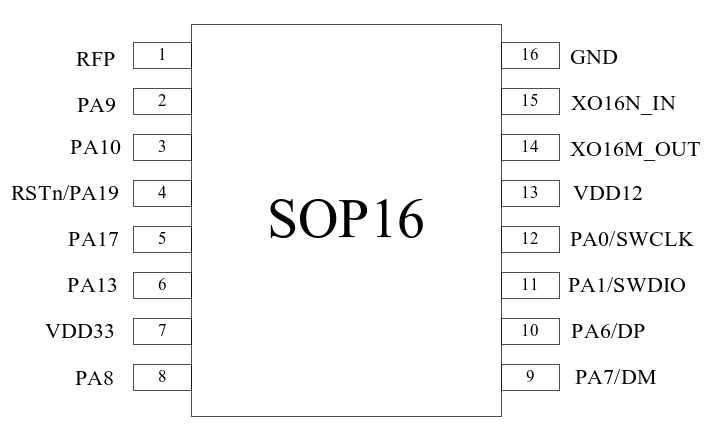 RFP 1 16 GND
PA9 2 15 XO16N_IN
PA10 3 14 XO16M_OUT
RSTn/PA19 4 13 VDD12
SOP16
PA17 5 12 PA0/SWCLK
PA13 6 11 PA1/SWDIO
VDD33 7 10 PA6/DP
PA8 8 9 PA7/DM